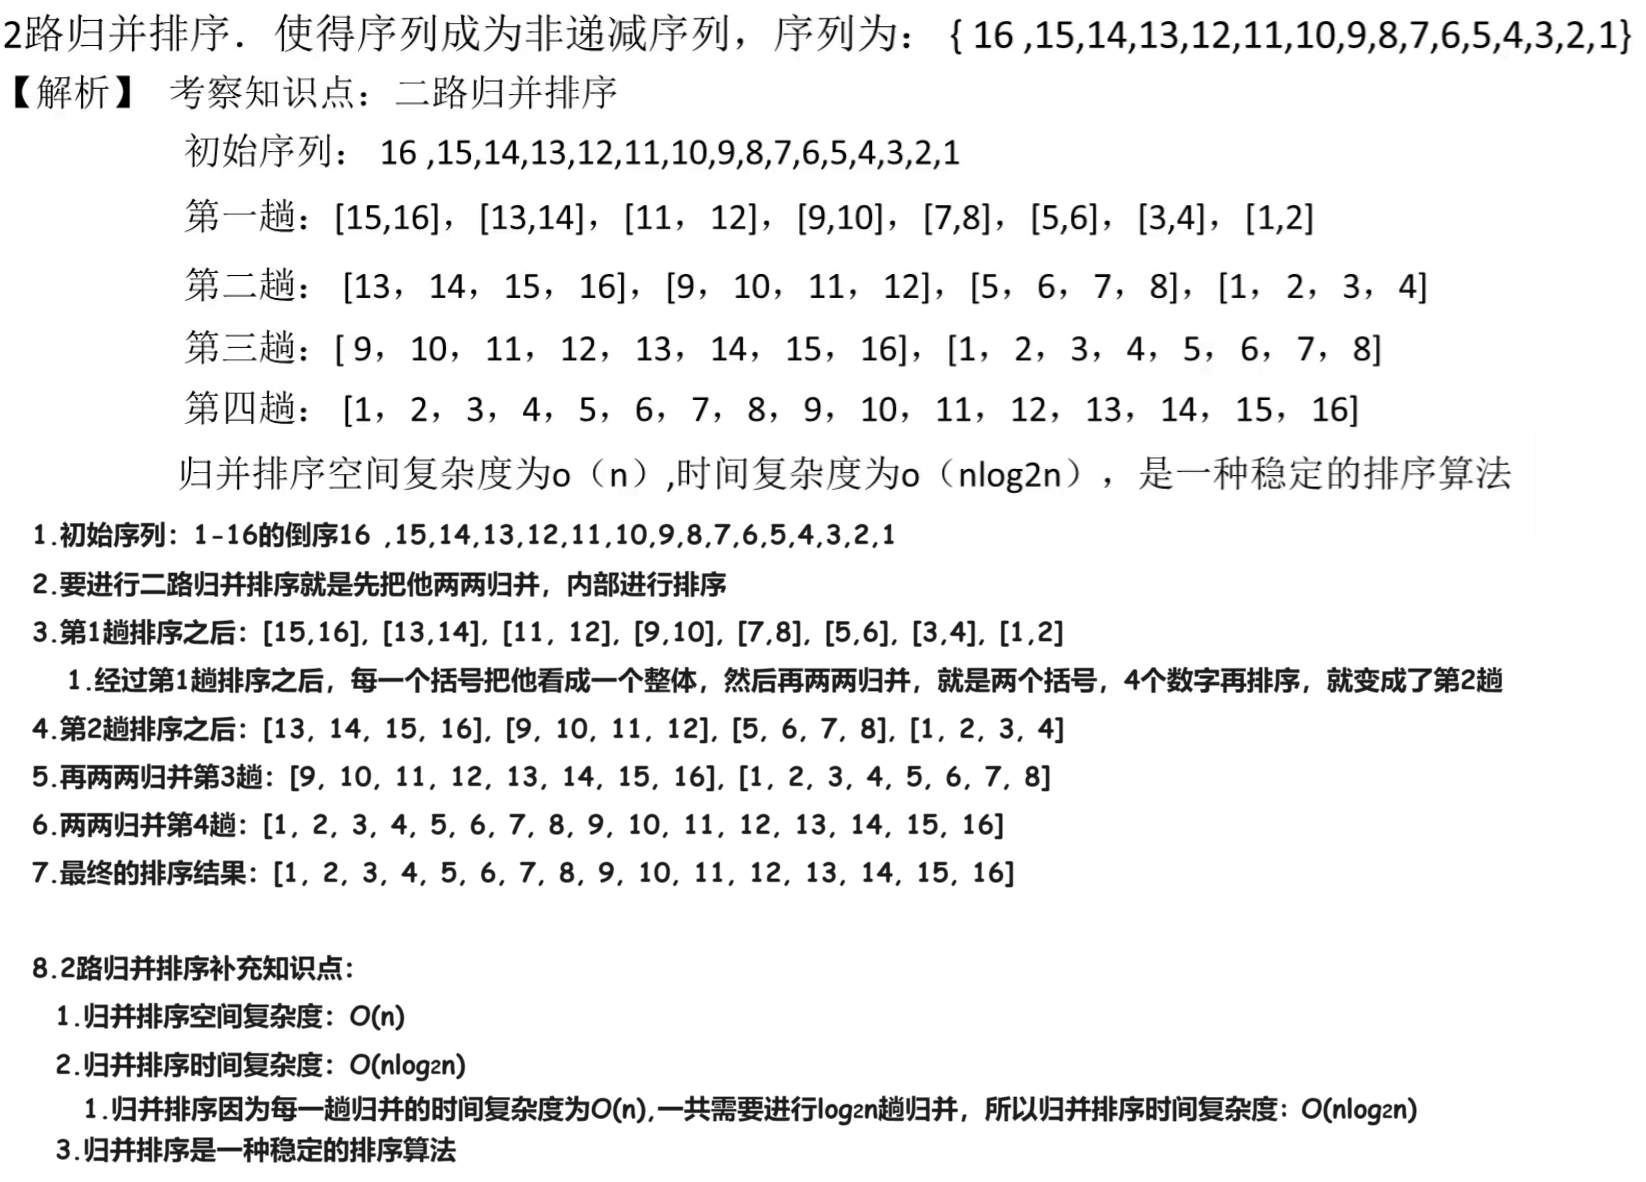 2路归并排序．使得序列成为非递减序列，序列为：{ 16 ,15,14,13,12,11,10,9,8,7,6,5,4,3,2,1}
【解析】 考察知识点：二路归并排序
初始序列： 16 ,15,14,13,12,11,10,9,8,7,6,5,4,3,2,1
第一趟：[15,16]，[13,14]，[11，12]，[9,10]，[7,8]，[5,6]，[3,4]，[1,2]
第二趟： [13，14，15，16]，[9，10，11，12]，[5，6，7，8]，[1，2，3，4]
第三趟：[ 9，10，11，12，13，14，15，16]，[1，2，3，4，5，6，7，8]
第四趟： [1，2，3，4，5，6，7，8，9，10，11，12，13，14，15，16]
归并排序空间复杂度为o（n）,时间复杂度为o（nlog2n），是一种稳定的排序算法
1.初始序列：1-16的倒序16 ,15,14,13,12,11,10,9,8,7,6,5,4,3,2,1
2.要进行二路归并排序就是先把他两两归并，内部进行排序
3.第1趟排序之后：[15,16], [13,14], [11, 12], [9,10], [7,8], [5,6], [3,4], [1,2]
1.经过第1趟排序之后，每一个括号把他看成一个整体，然后再两两归并，就是两个括号，4个数字再排序，就变成了第2趟
4.第2趟排序之后：[13, 14, 15, 16], [9, 10, 11, 12], [5, 6, 7, 8], [1, 2, 3, 4]
5.再两两归并第3趟：[9, 10, 11, 12, 13, 14, 15, 16], [1, 2, 3, 4, 5, 6, 7, 8]
6.两两归并第4趟：[1, 2, 3, 4, 5, 6, 7, 8, 9, 10, 11, 12, 13, 14, 15, 16]
7.最终的排序结果：[1, 2, 3, 4, 5, 6, 7, 8, 9, 10, 11, 12, 13, 14, 15, 16]
8.2路归并排序补充知识点：
1.归并排序空间复杂度：O(n)
2.归并排序时间复杂度：O(nlog2n)
1.归并排序因为每一趟归并的时间复杂度为O(n),一共需要进行log2n趟归并，所以归并排序时间复杂度：O(nlog2n)
3.归并排序是一种稳定的排序算法